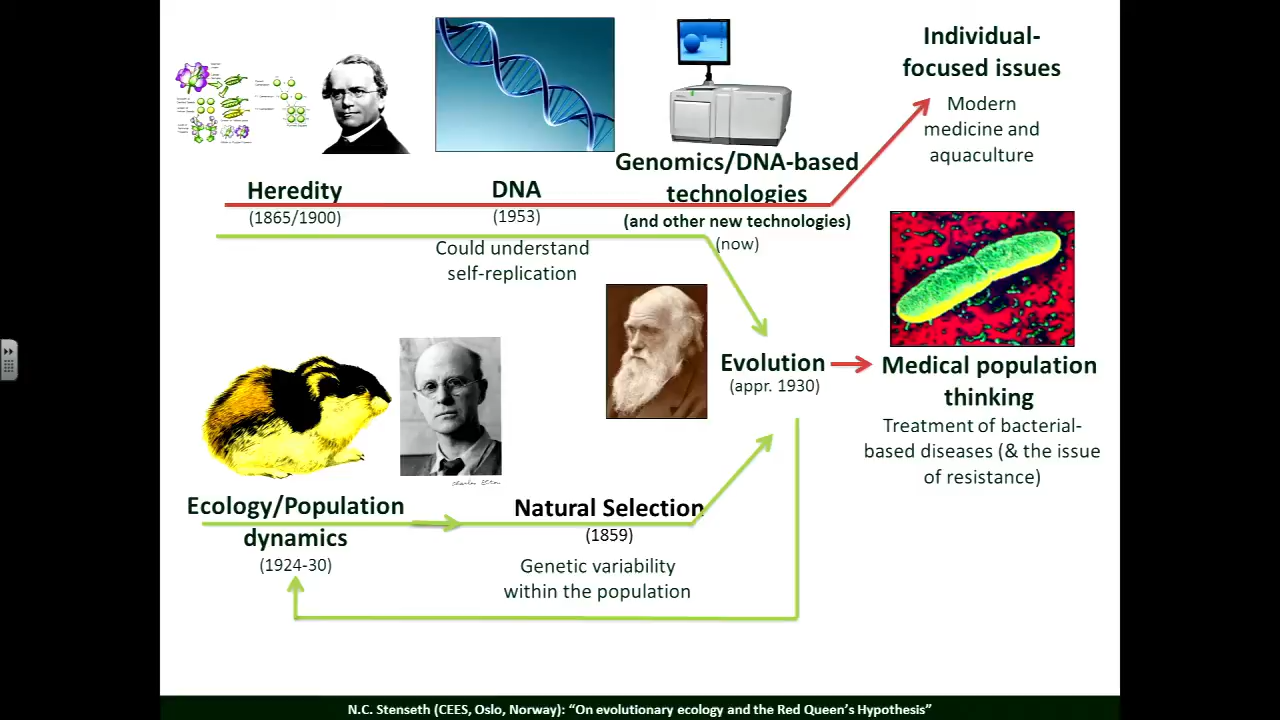 Individual-
focused issues
Modern
medicine and
aquaculture
Genomics/DNA-based
technologies
(and other new technologies)
(now)
Heredity
(1865/1900)
DNA
(1953)
Could understand
self-replication
Evolution
(appr. 1930)
Medical population
thinking
Treatment of bacterial-
based diseases (& the issue
of resistance)
Charles Elton
Ecology/Population
dynamics
(1924-30)
Natural Selection
(1859)
Genetic variability
within the population
N.C. Stenseth (CEES, Oslo, Norway): "On evolutionary ecology and the Red Queen's Hypothesis"